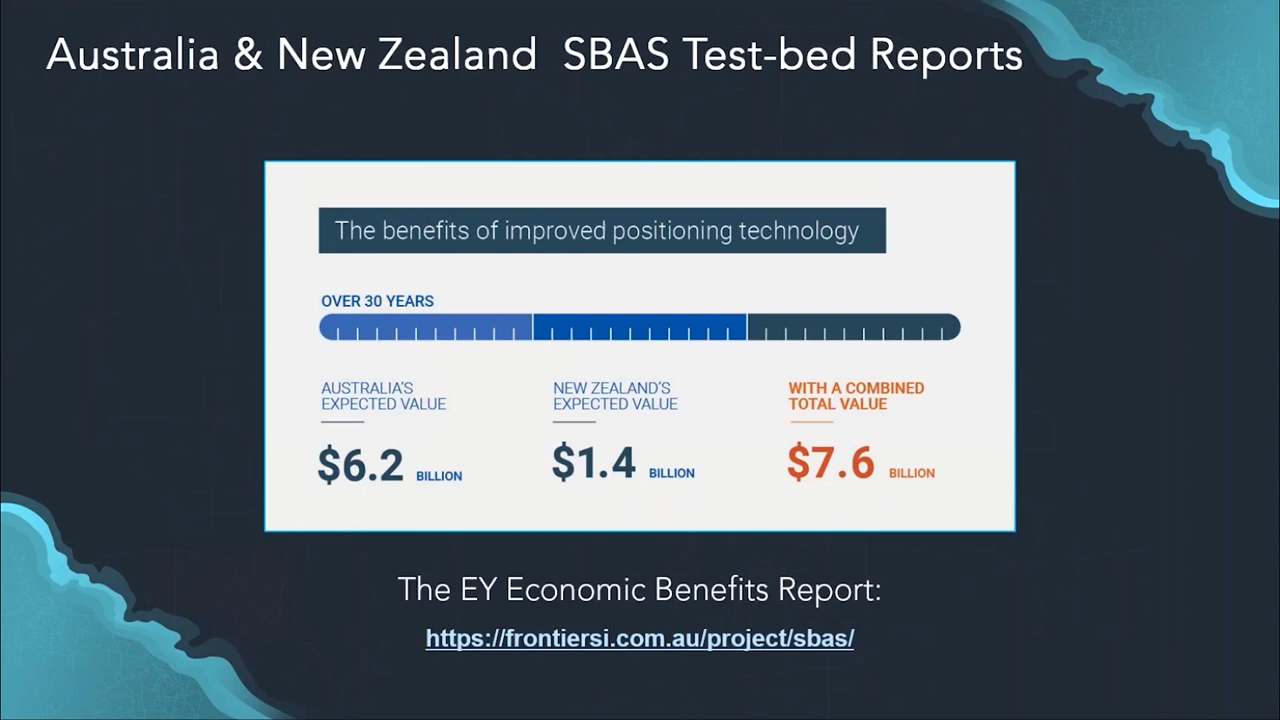 Australia & New Zealand  SBAS Test-bed Reports
The benefits of improved positioning technology
OVER 30 YEARS
AUSTRALIA'S
EXPECTED VALUE
$6.2 BILLION
NEW ZEALAND'S
EXPECTED VALUE
$1.4 BILLION
WITH A COMBINED
TOTAL VALUE
$7.6 BILLION
The EY Economic Benefits Report:
https://frontiersi.com.au/project/sbas/